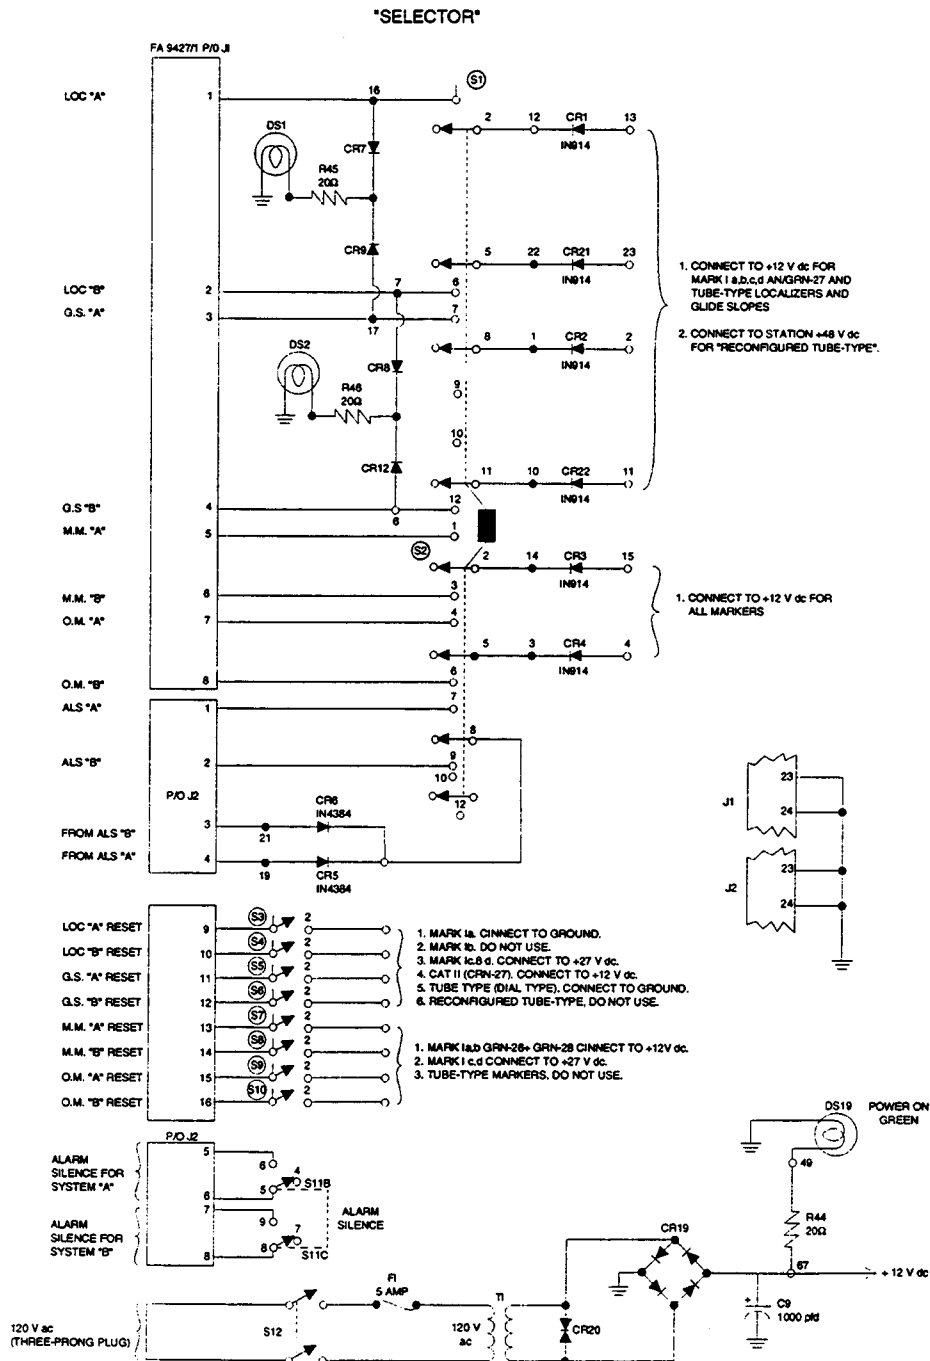 "SELECTOR"
FA 9427/1 P/O J1
LOC "A"
1
16
S1
DS1
R45
20Ω
CR7
CR9
2
12
CR1
13
IN914
5
22
CR21
23
IN914
1. CONNECT TO +12 V dc FOR
MARK I a,b,c,d AN/GRN-27 AND
TUBE-TYPE LOCALIZERS AND
GLIDE SLOPES
2. CONNECT TO STATION +48 V dc
FOR "RECONFIGURED TUBE-TYPE".
LOC "B"
2
7
6
G.S. "A"
3
17
7
8
1
CR2
2
IN914
DS2
R46
20Ω
CR8
CR12
9
10
11
10
CR22
11
IN914
G.S "B"
4
6
12
M.M. "A"
5
1
S2
2
14
CR3
15
IN914
1. CONNECT TO +12 V dc FOR
ALL MARKERS
M.M. "B"
6
3
O.M. "A"
7
4
5
3
CR4
4
IN914
O.M. "B"
8
6
ALS "A"
1
7
8
ALS "B"
2
9
10
12
P/O J2
FROM ALS "B"
3
21
CR6
IN4384
FROM ALS "A"
4
19
CR5
IN4384
J1
23
24
J2
23
24
LOC "A" RESET
9
S3
2
LOC "B" RESET
10
S4
2
G.S. "A" RESET
11
S5
2
G.S. "B" RESET
12
S6
2
M.M. "A" RESET
13
S7
2
M.M. "B" RESET
14
S8
2
O.M. "A" RESET
15
S9
2
O.M. "B" RESET
16
S10
2
1. MARK Ia. CINNECT TO GROUND.
2. MARK Ib. DO NOT USE.
3. MARK Ic.8 d. CONNECT TO +27 V dc.
4. CAT II (CRN-27). CONNECT TO +12 V dc.
5. TUBE TYPE (DIAL TYPE). CONNECT TO GROUND.
6. RECONFIGURED TUBE-TYPE, DO NOT USE.
1. MARK Ia,b GRN-26+ GRN-28 CINNECT TO +12V dc.
2. MARK I c,d CONNECT TO +27 V dc.
3. TUBE-TYPE MARKERS, DO NOT USE.
P/O J2
ALARM
SILENCE FOR
SYSTEM "A"
5
6
6
5
4
S11B
ALARM
SILENCE FOR
SYSTEM "B"
7
8
9
8
7
S11C
ALARM
SILENCE
DS19
POWER ON
GREEN
49
R44
20Ω
67
+ 12 V dc
CR19
+
C9
1000 pfd
120 V ac
(THREE-PRONG PLUG)
S12
F1
5 AMP
T1
120 V
ac
CR20